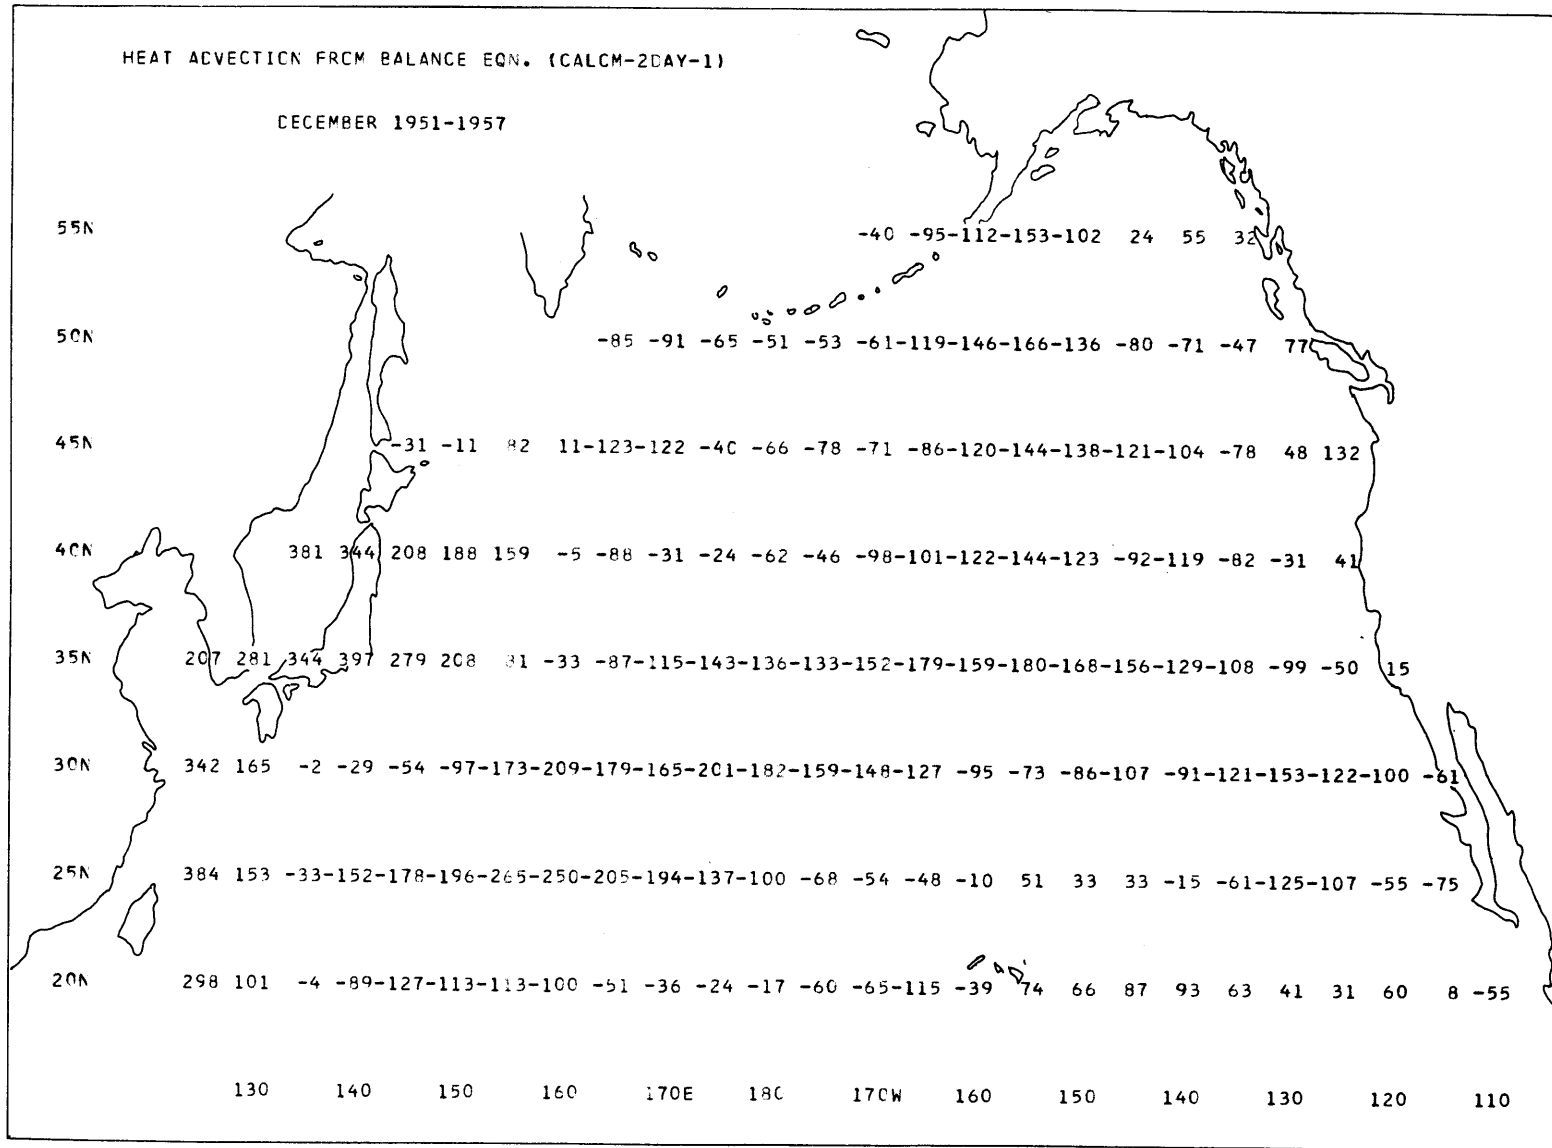 HEAT ADVECTICN FRCM BALANCE EQN. (CALCM-2DAY-1)
DECEMBER 1951-1957
55N -40 -95-112-153-102 24 55 32
50N -85 -91 -65 -51 -53 -61-119-146-166-136 -80 -71 -47 77
45N -31 -11 82 11-123-122 -40 -66 -78 -71 -86-120-144-138-121-104 -78 48 132
40N 381 344 208 188 159 -5 -88 -31 -24 -62 -46 -98-101-122-144-123 -92-119 -82 -31 41
35N 207 281 344 397 279 208 81 -33 -87-115-143-136-133-152-179-159-180-168-156-129-108 -99 -50 15
30N 342 165 -2 -29 -54 -97-173-209-179-165-201-182-159-148-127 -95 -73 -86-107 -91-121-153-122-100 -61
25N 384 153 -33-152-178-196-265-250-205-194-137-100 -68 -54 -48 -10 51 33 33 -15 -61-125-107 -55 -75
20N 298 101 -4 -89-127-113-113-100 -51 -36 -24 -17 -60 -65-115 -39 74 66 87 93 63 41 31 60 8 -55
130 140 150 160 170E 180 170W 160 150 140 130 120 110